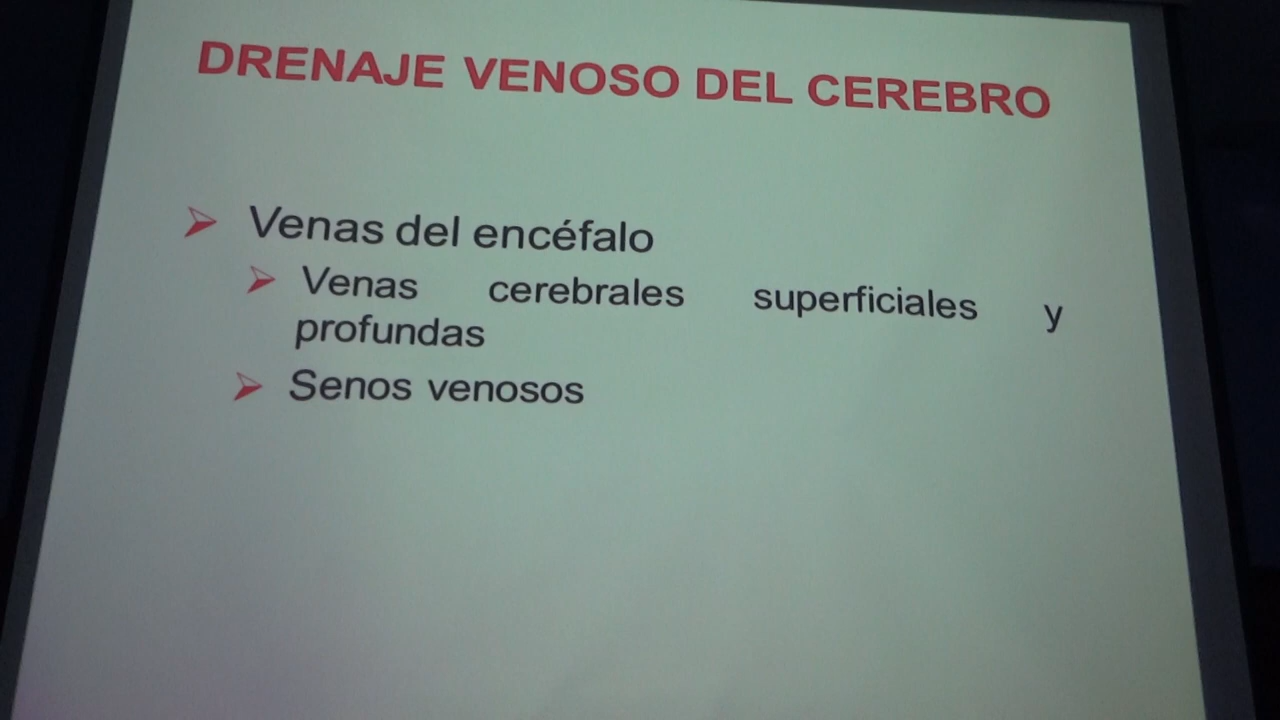 DRENAJE VENOSO DEL CEREBRO
Venas del encéfalo
Venas cerebrales superficiales y
profundas
Senos venosos